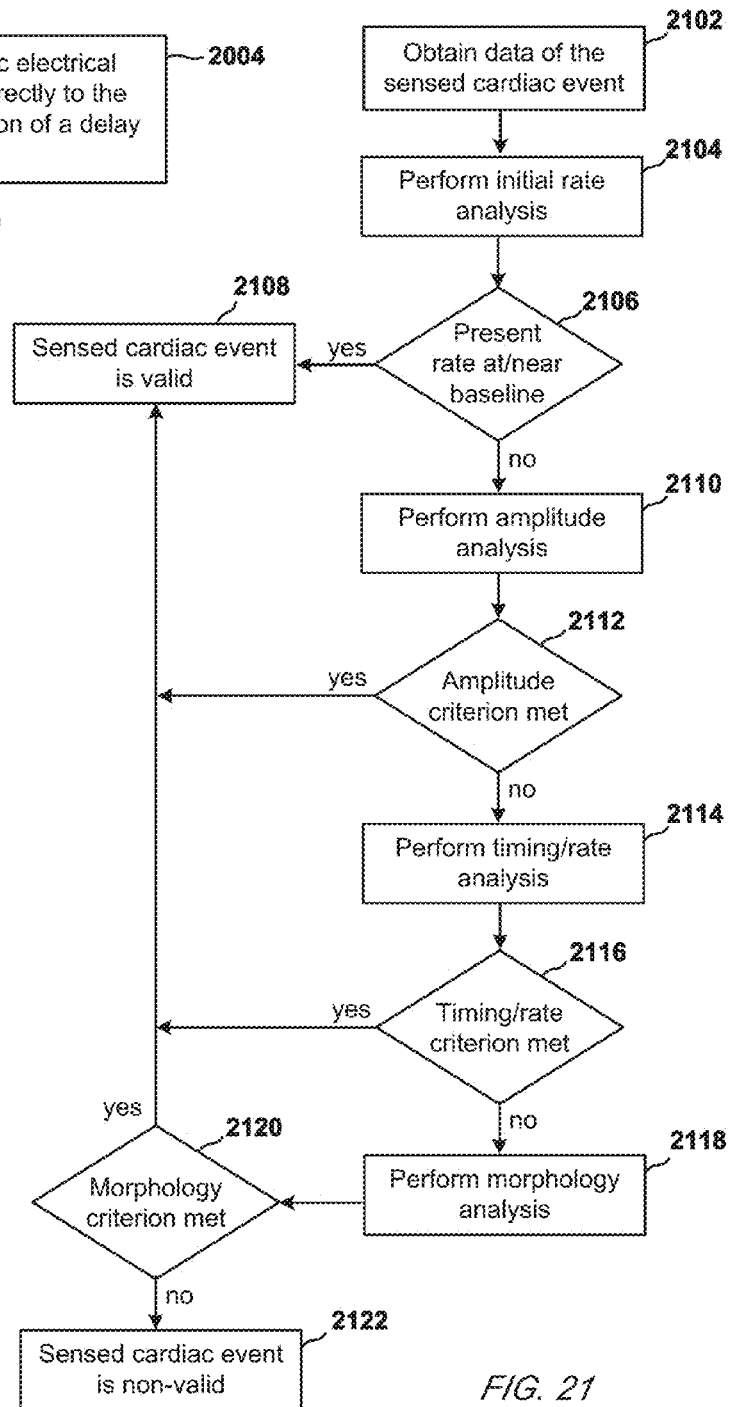 2102
Obtain data of the
sensed cardiac event
c electrical
rectly to the
on of a delay
2004
2104
Perform initial rate
analysis
2106
Present
rate at/near
baseline
yes
no
2108
Sensed cardiac event
is valid
2110
Perform amplitude
analysis
2112
Amplitude
criterion met
yes
no
2114
Perform timing/rate
analysis
2116
Timing/rate
criterion met
yes
no
2118
Perform morphology
analysis
2120
Morphology
criterion met
yes
no
2122
Sensed cardiac event
is non-valid
FIG. 21